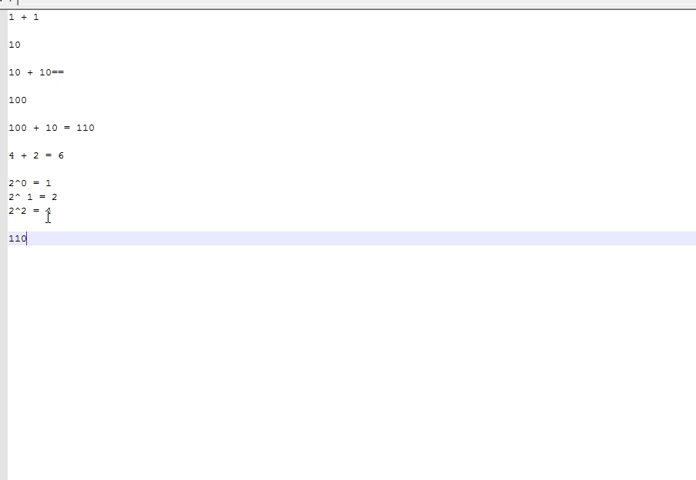 1 + 1
10
10 + 10==
100
100 + 10 = 110
4 + 2 = 6
2^0 = 1
2^ 1 = 2
2^2 = 4
110